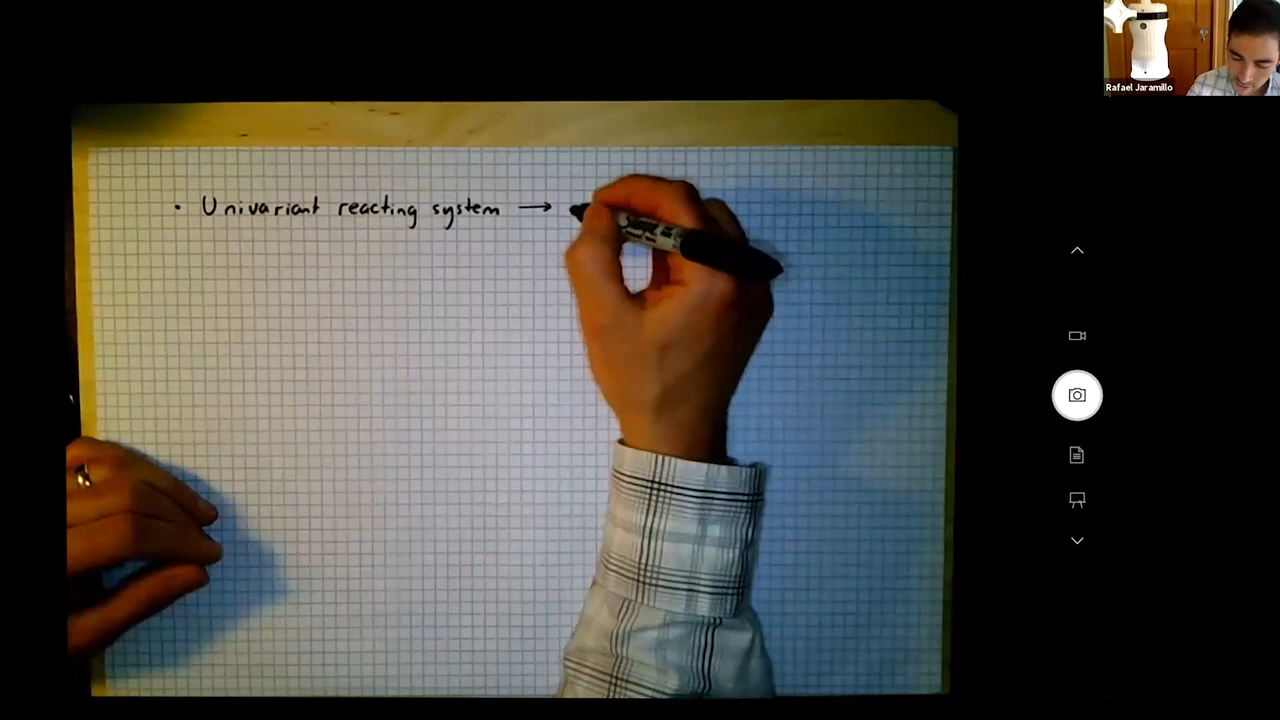 Rafael Jaramillo
• Univariant reacting system →